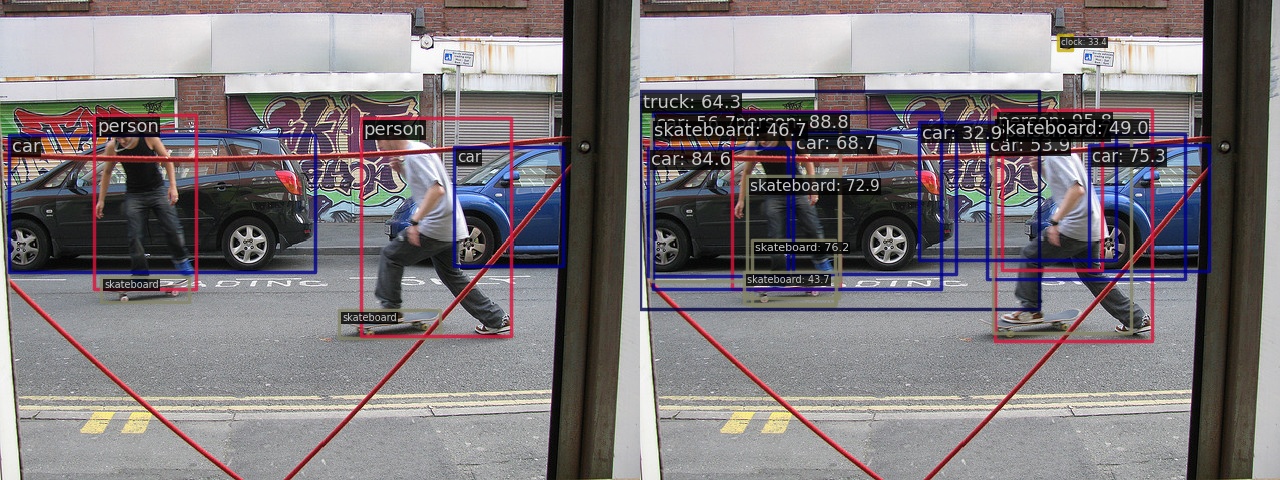 person
person
car
car
skeateboard
skateboard
clock: 33.4
truck: 64.3
person: 88.8
skateboard: 46.7
car: 68.7
car: 32.9
skateboard: 49.0
car: 53.9
car: 84.6
car: 75.3
skateboard: 72.9
skateboard: 76.2
skateboard: 43.7